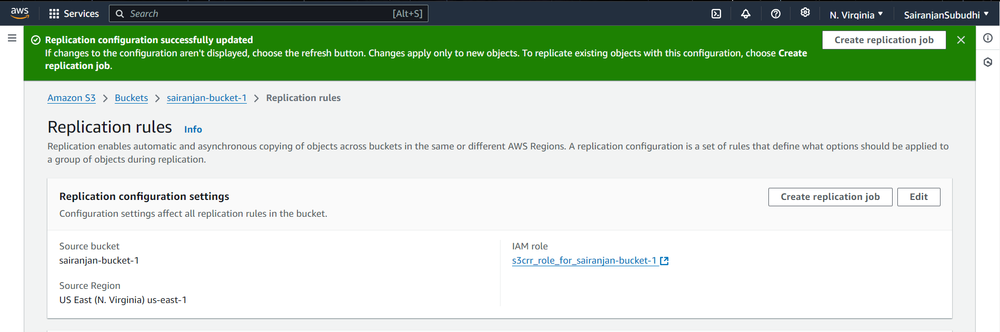 aws Services Search [Alt+S] N. Virginia SairanjanSubudhi
Replication configuration successfully updated
Create replication job
If changes to the configuration aren't displayed, choose the refresh button. Changes apply only to new objects. To replicate existing objects with this configuration, choose Create
replication job.
Amazon S3 > Buckets > sairanjan-bucket-1 > Replication rules
Replication rules Info
Replication enables automatic and asynchronous copying of objects across buckets in the same or different AWS Regions. A replication configuration is a set of rules that define what options should be applied to
a group of objects during replication.
Replication configuration settings
Create replication job Edit
Configuration settings affect all replication rules in the bucket.
Source bucket
sairanjan-bucket-1
Source Region
US East (N. Virginia) us-east-1
IAM role
s3crr_role_for_sairanjan-bucket-1